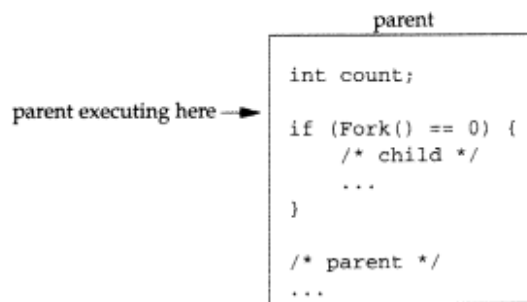 parent
int count;
parent executing here
if (Fork() == 0) {
/* child */
...
}
/* parent */
...